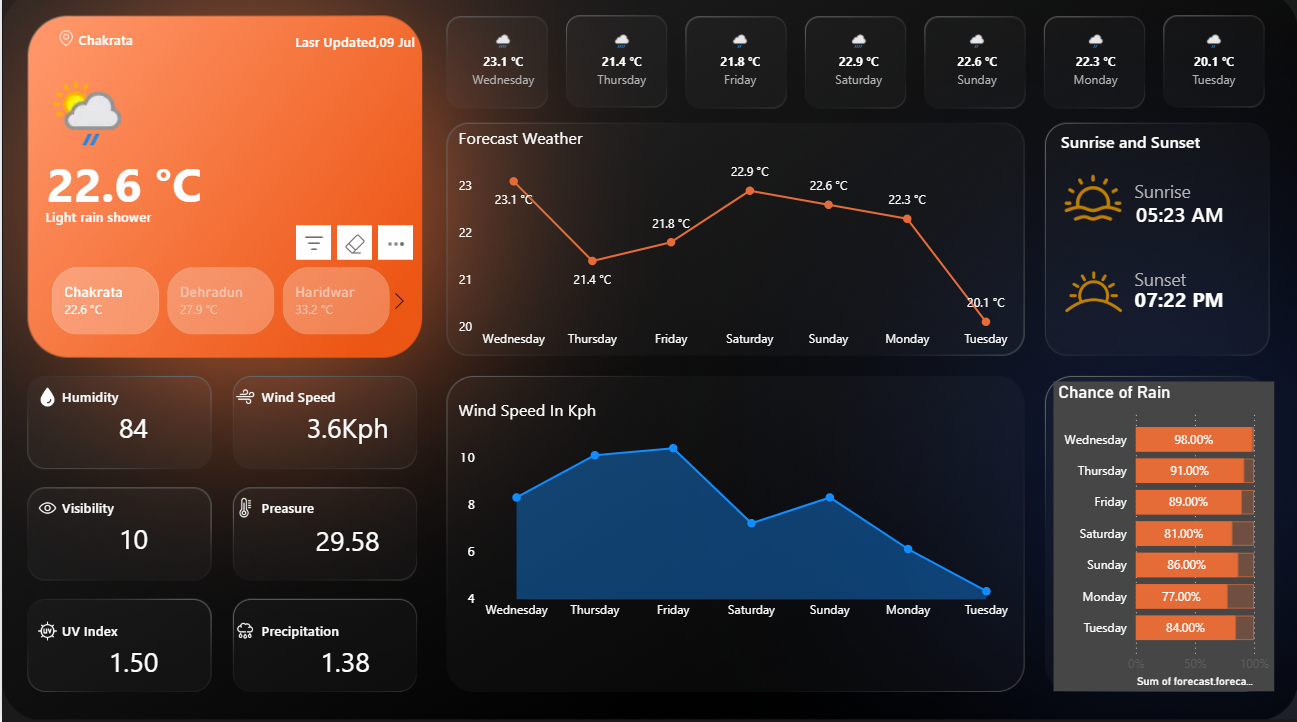 Chakrata
Lasr Updated,09 Jul
22.6 °C
Light rain shower
Chakrata
22.6 °C
Dehradun
27.9 °C
Haridwar
33.2 °C
23.1 °C
Wednesday
21.4 °C
Thursday
21.8 °C
Friday
22.9 °C
Saturday
22.6 °C
Sunday
22.3 °C
Monday
20.1 °C
Tuesday
Forecast Weather
23
22
21
20
23.1 °C
21.4 °C
21.8 °C
22.9 °C
22.6 °C
22.3 °C
20.1 °C
Wednesday Thursday Friday Saturday Sunday Monday Tuesday
Sunrise and Sunset
Sunrise
05:23 AM
Sunset
07:22 PM
Humidity
84
Wind Speed
3.6Kph
Visibility
10
Preasure
29.58
UV
UV Index
1.50
Precipitation
1.38
Wind Speed In Kph
10
8
6
4
Wednesday Thursday Friday Saturday Sunday Monday Tuesday
Chance of Rain
Wednesday 98.00%
Thursday 91.00%
Friday 89.00%
Saturday 81.00%
Sunday 86.00%
Monday 77.00%
Tuesday 84.00%
0% 50% 100%
Sum of forecast.foreca...